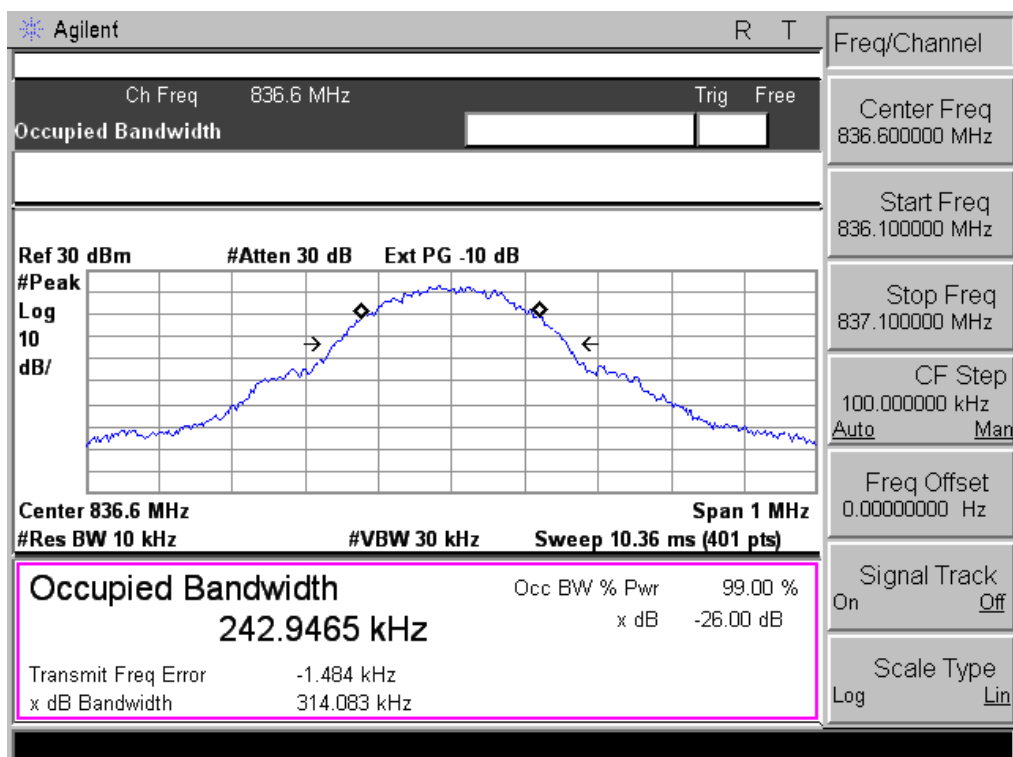 Agilent R T
Ch Freq 836.6 MHz Trig Free
Occupied Bandwidth
Ref 30 dBm #Atten 30 dB Ext PG -10 dB
#Peak
Log
10
dB/
Center 836.6 MHz Span 1 MHz
#Res BW 10 kHz #VBW 30 kHz Sweep 10.36 ms (401 pts)
Occupied Bandwidth Occ BW % Pwr 99.00 %
242.9465 kHz x dB -26.00 dB
Transmit Freq Error -1.484 kHz
x dB Bandwidth 314.083 kHz
Freq/Channel
Center Freq
836.600000 MHz
Start Freq
836.100000 MHz
Stop Freq
837.100000 MHz
CF Step
100.000000 kHz
Auto Man
Freq Offset
0.00000000 Hz
Signal Track
On Off
Scale Type
Log Lin